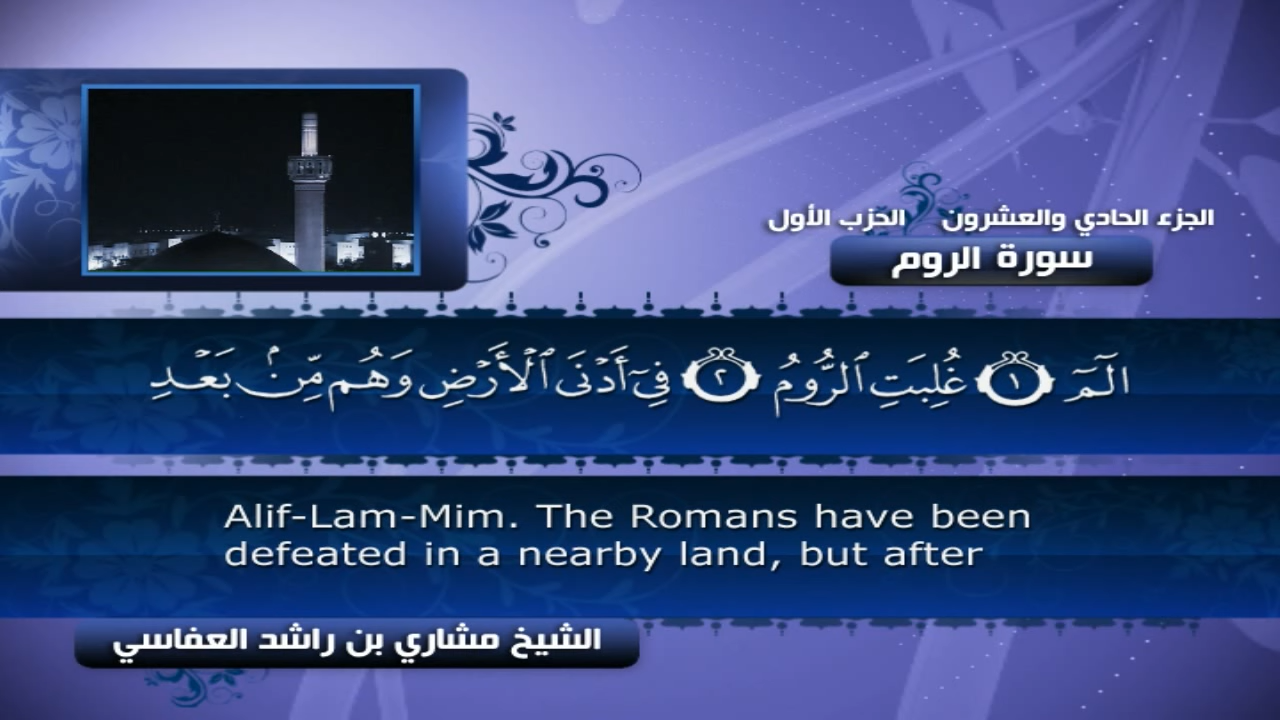 الجزء الحادي والعشرون الحزب الأول
سورة الروم
الٓمٓ ١ غُلِبَتِ ٱلرُّومُ ٢ فِىٓ أَدْنَى ٱلْأَرْضِ وَهُم مِّنۢ بَعْدِ
Alif-Lam-Mim. The Romans have been
defeated in a nearby land, but after
الشيخ مشاري بن راشد العفاسي